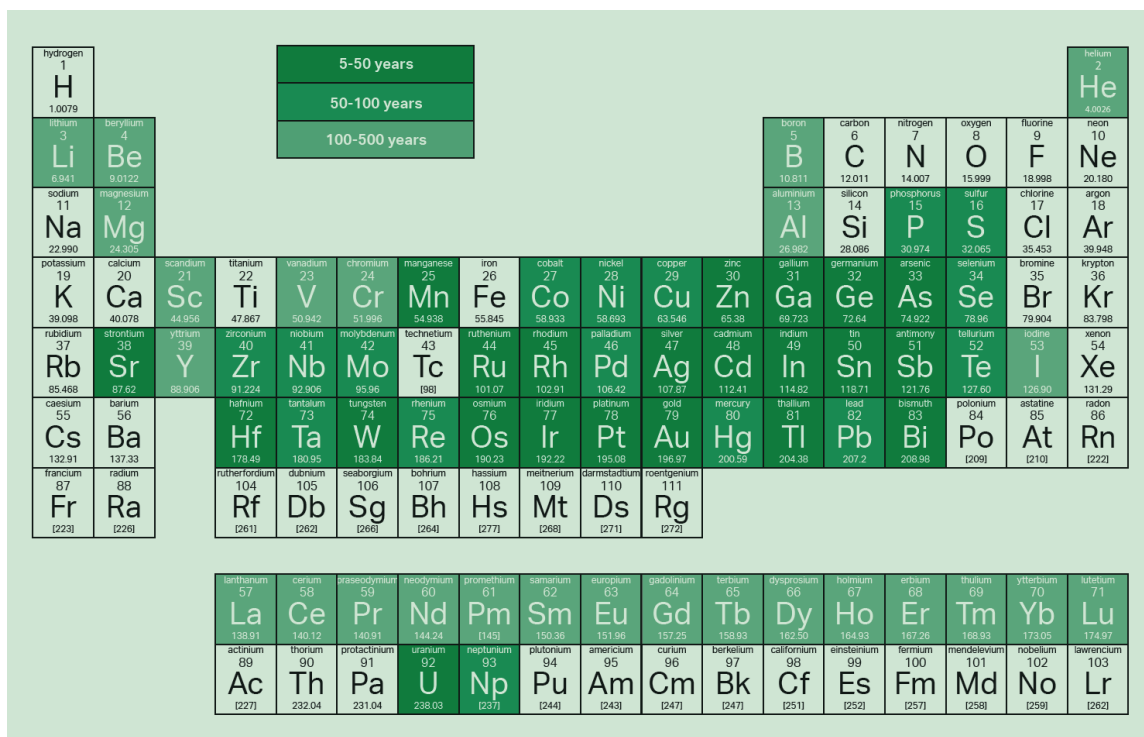 hydrogen
1
H
1.0079
5-50 years
50-100 years
100-500 years
helium
2
He
4.0026
lithium
3
Li
6.941
beryllium
4
Be
9.0122
boron
5
B
10.811
carbon
6
C
12.011
nitrogen
7
N
14.007
oxygen
8
O
15.999
fluorine
9
F
18.998
neon
10
Ne
20.180
sodium
11
Na
22.990
magnesium
12
Mg
24.305
aluminium
13
Al
26.982
silicon
14
Si
28.086
phosphorus
15
P
30.974
sulfur
16
S
32.065
chlorine
17
Cl
35.453
argon
18
Ar
39.948
potassium
19
K
39.098
calcium
20
Ca
40.078
scandium
21
Sc
44.956
titanium
22
Ti
47.867
vanadium
23
V
50.942
chromium
24
Cr
51.996
manganese
25
Mn
54.938
iron
26
Fe
55.845
cobalt
27
Co
58.933
nickel
28
Ni
58.693
copper
29
Cu
63.546
zinc
30
Zn
65.38
gallium
31
Ga
69.723
germanium
32
Ge
72.64
arsenic
33
As
74.922
selenium
34
Se
78.96
bromine
35
Br
79.904
krypton
36
Kr
83.798
rubidium
37
Rb
85.468
strontium
38
Sr
87.62
yttrium
39
Y
88.906
zirconium
40
Zr
91.224
niobium
41
Nb
92.906
molybdenum
42
Mo
95.96
technetium
43
Tc
[98]
ruthenium
44
Ru
101.07
rhodium
45
Rh
102.91
palladium
46
Pd
106.42
silver
47
Ag
107.87
cadmium
48
Cd
112.41
indium
49
In
114.82
tin
50
Sn
118.71
antimony
51
Sb
121.76
tellurium
52
Te
127.60
iodine
53
I
126.90
xenon
54
Xe
131.29
caesium
55
Cs
132.91
barium
56
Ba
137.33
hafnium
72
Hf
178.49
tantalum
73
Ta
180.95
tungsten
74
W
183.84
rhenium
75
Re
186.21
osmium
76
Os
190.23
iridium
77
Ir
192.22
platinum
78
Pt
195.08
gold
79
Au
196.97
mercury
80
Hg
200.59
thallium
81
Tl
204.38
lead
82
Pb
207.2
bismuth
83
Bi
208.98
polonium
84
Po
[209]
astatine
85
At
[210]
radon
86
Rn
[222]
francium
87
Fr
[223]
radium
88
Ra
[226]
rutherfordium
104
Rf
[261]
dubnium
105
Db
[262]
seaborgium
106
Sg
[266]
bohrium
107
Bh
[264]
hassium
108
Hs
[277]
meitnerium
109
Mt
[268]
darmstadtium
110
Ds
[271]
roentgenium
111
Rg
[272]
lanthanum
57
La
138.91
cerium
58
Ce
140.12
praseodymium
59
Pr
140.91
neodymium
60
Nd
144.24
promethium
61
Pm
[145]
samarium
62
Sm
150.36
europium
63
Eu
151.96
gadolinium
64
Gd
157.25
terbium
65
Tb
158.93
dysprosium
66
Dy
162.50
holmium
67
Ho
164.93
erbium
68
Er
167.26
thulium
69
Tm
168.93
ytterbium
70
Yb
173.05
lutetium
71
Lu
174.97
actinium
89
Ac
[227]
thorium
90
Th
232.04
protactinium
91
Pa
231.04
uranium
92
U
238.03
neptunium
93
Np
[237]
plutonium
94
Pu
[244]
americium
95
Am
[243]
curium
96
Cm
[247]
berkelium
97
Bk
[247]
californium
98
Cf
[251]
einsteinium
99
Es
[252]
fermium
100
Fm
[257]
mendelevium
101
Md
[258]
nobelium
102
No
[259]
lawrencium
103
Lr
[262]